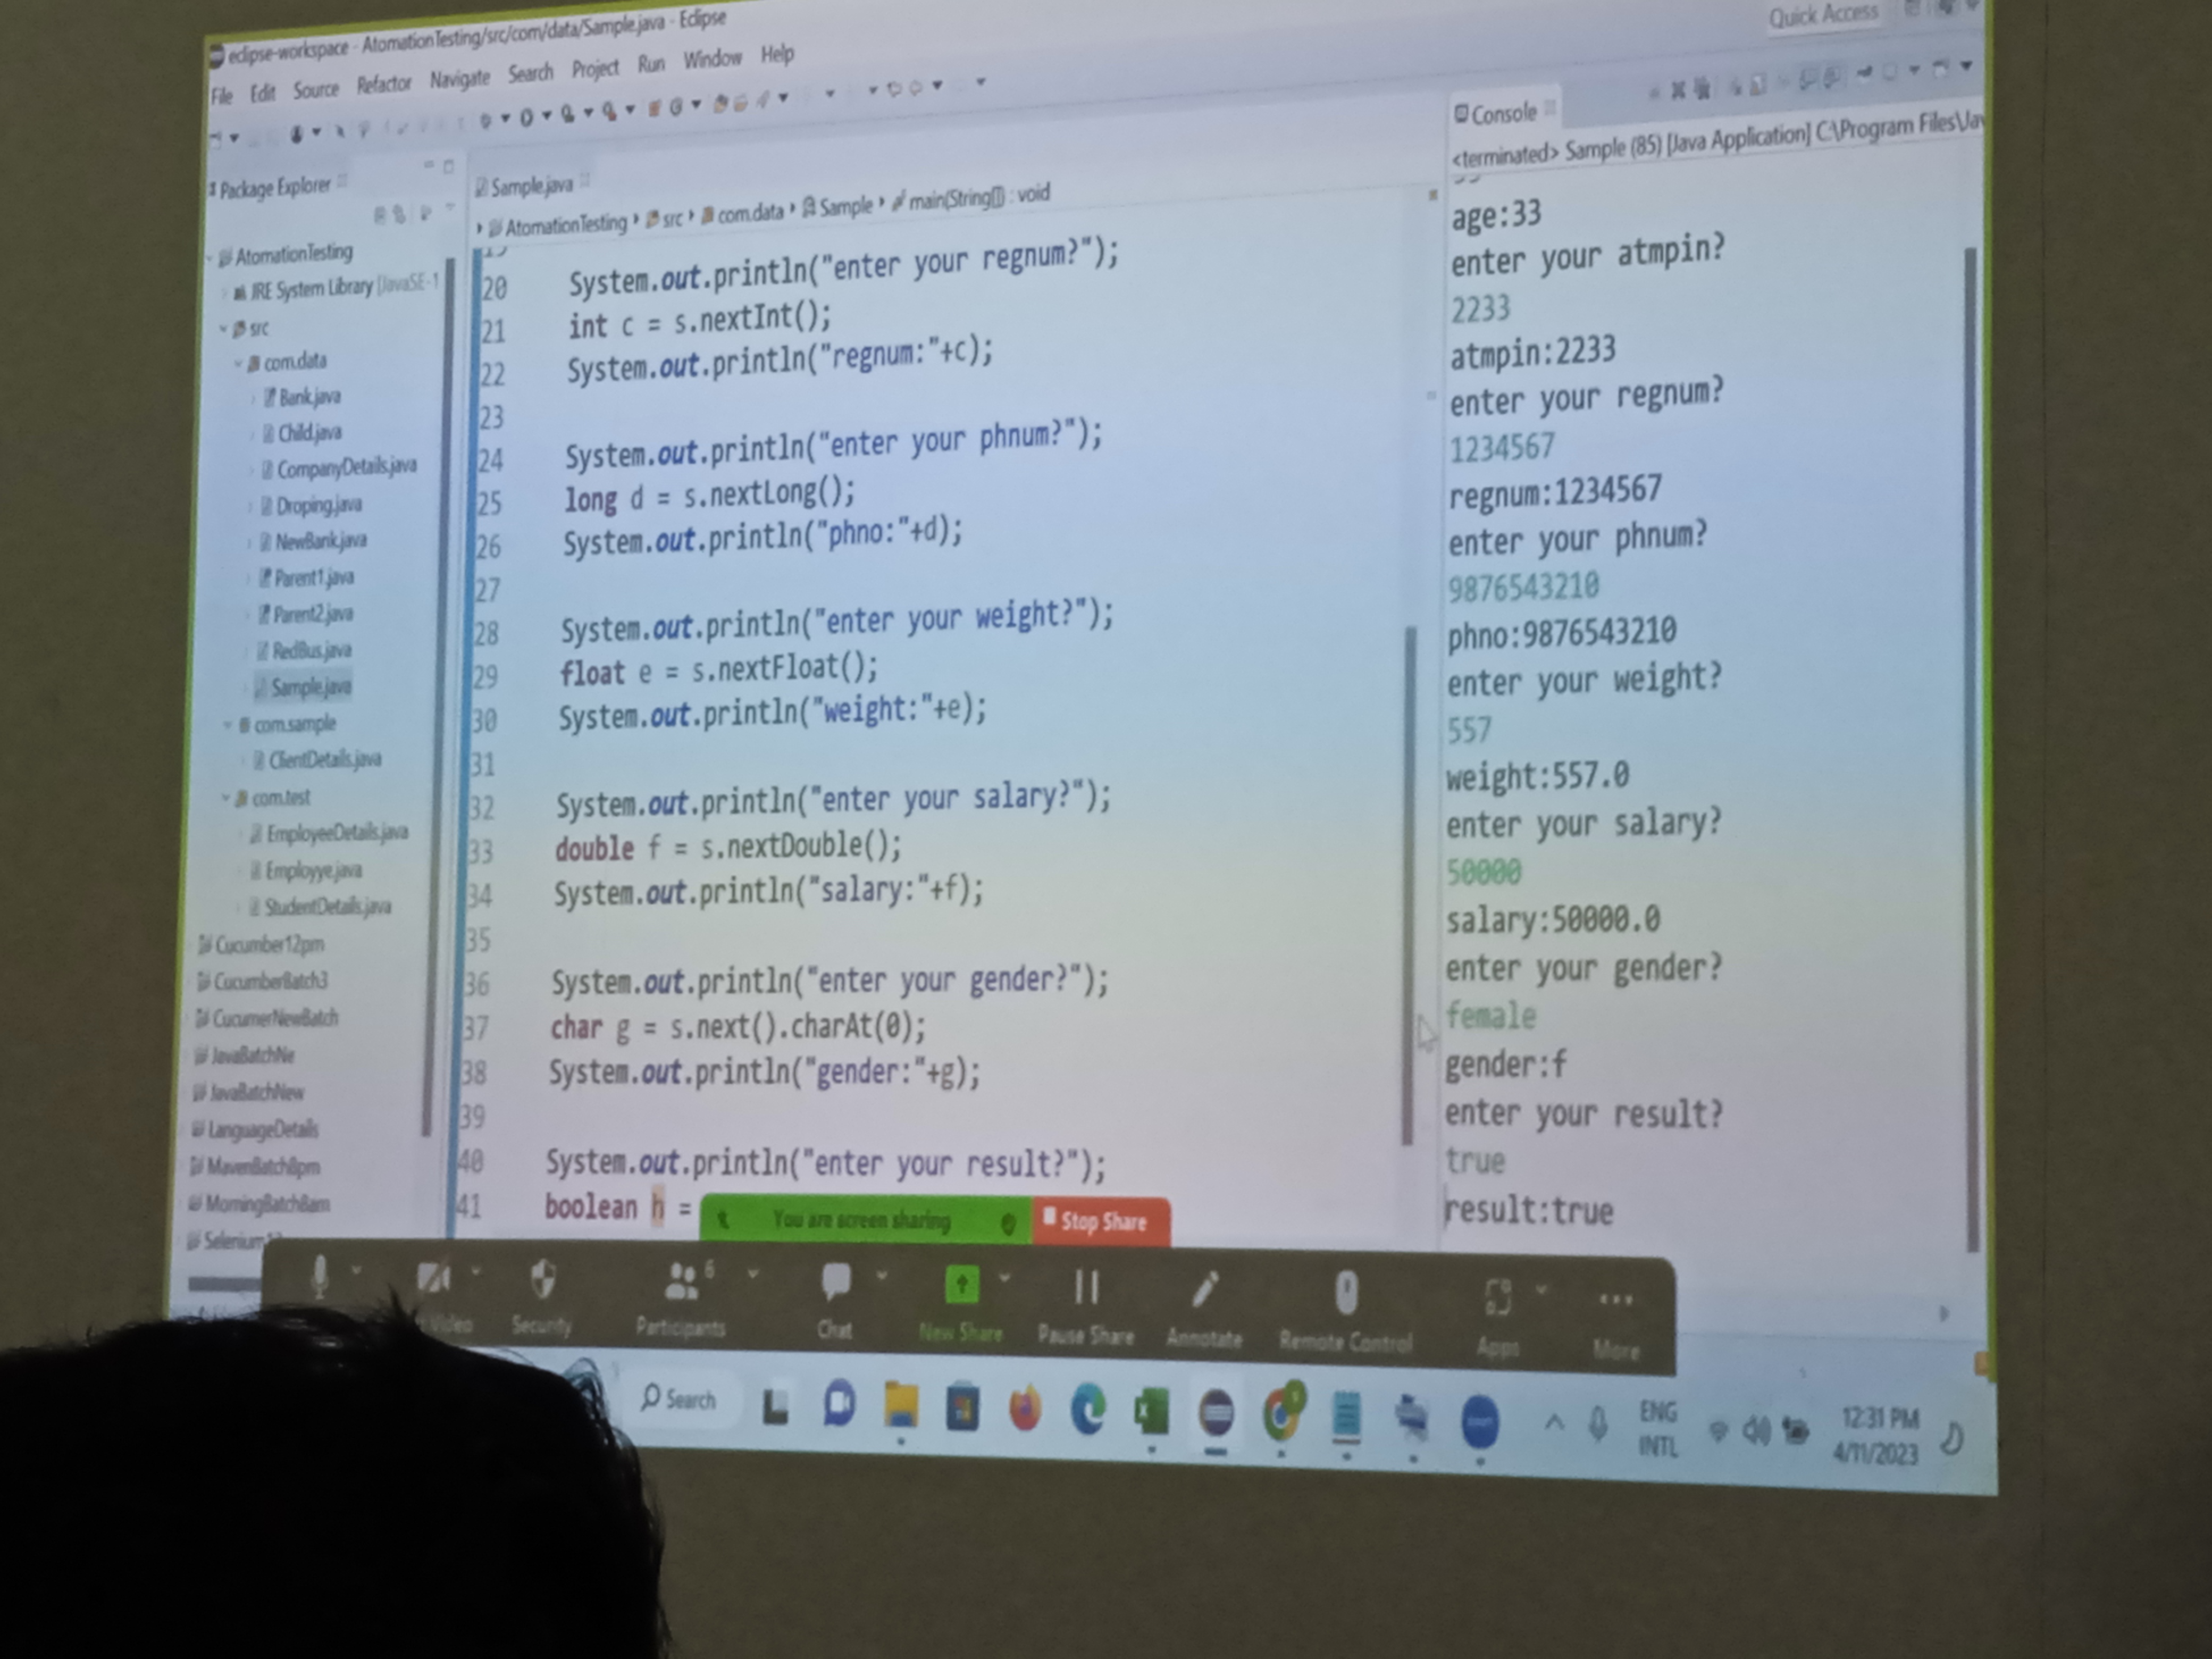 eclipse-workspace - AtomationTesting/src/com/data/Sample.java - Eclipse
File Edit Source Refactor Navigate Search Project Run Window Help
Quick Access
Package Explorer
AtomationTesting
JRE System Library [JavaSE-1
src
com.data
Bank.java
Child.java
CompanyDetails.java
Droping.java
NewBank.java
Parent1.java
Parent2.java
RedBus.java
Sample.java
com.sample
ClientDetails.java
com.test
EmployeeDetails.java
Employye.java
StudentDetails.java
Cucumber12pm
CucumberBatch3
CucumerNewBatch
JavaBatchNe
JavaBatchNew
LanguageDetails
MavenBatch8pm
MorningBatch8am
Selenium
Sample.java
AtomationTesting src com.data Sample main(String[]) : void
20 System.out.println("enter your regnum?");
21 int c = s.nextInt();
22 System.out.println("regnum:"+c);
23
24 System.out.println("enter your phnum?");
25 long d = s.nextLong();
26 System.out.println("phno:"+d);
27
28 System.out.println("enter your weight?");
29 float e = s.nextFloat();
30 System.out.println("weight:"+e);
31
32 System.out.println("enter your salary?");
33 double f = s.nextDouble();
34 System.out.println("salary:"+f);
35
36 System.out.println("enter your gender?");
37 char g = s.next().charAt(0);
38 System.out.println("gender:"+g);
39
40 System.out.println("enter your result?");
41 boolean h =
Console
<terminated> Sample (85) [Java Application] C:\Program Files\Jav
age:33
enter your atmpin?
2233
atmpin:2233
enter your regnum?
1234567
regnum:1234567
enter your phnum?
9876543210
phno:9876543210
enter your weight?
557
weight:557.0
enter your salary?
50000
salary:50000.0
enter your gender?
female
gender:f
enter your result?
true
result:true
You are screen sharing Stop Share
6
Video Security Participants Chat New Share Pause Share Annotate Remote Control Apps More
Search
ENG
INTL
12:31 PM
4/11/2023